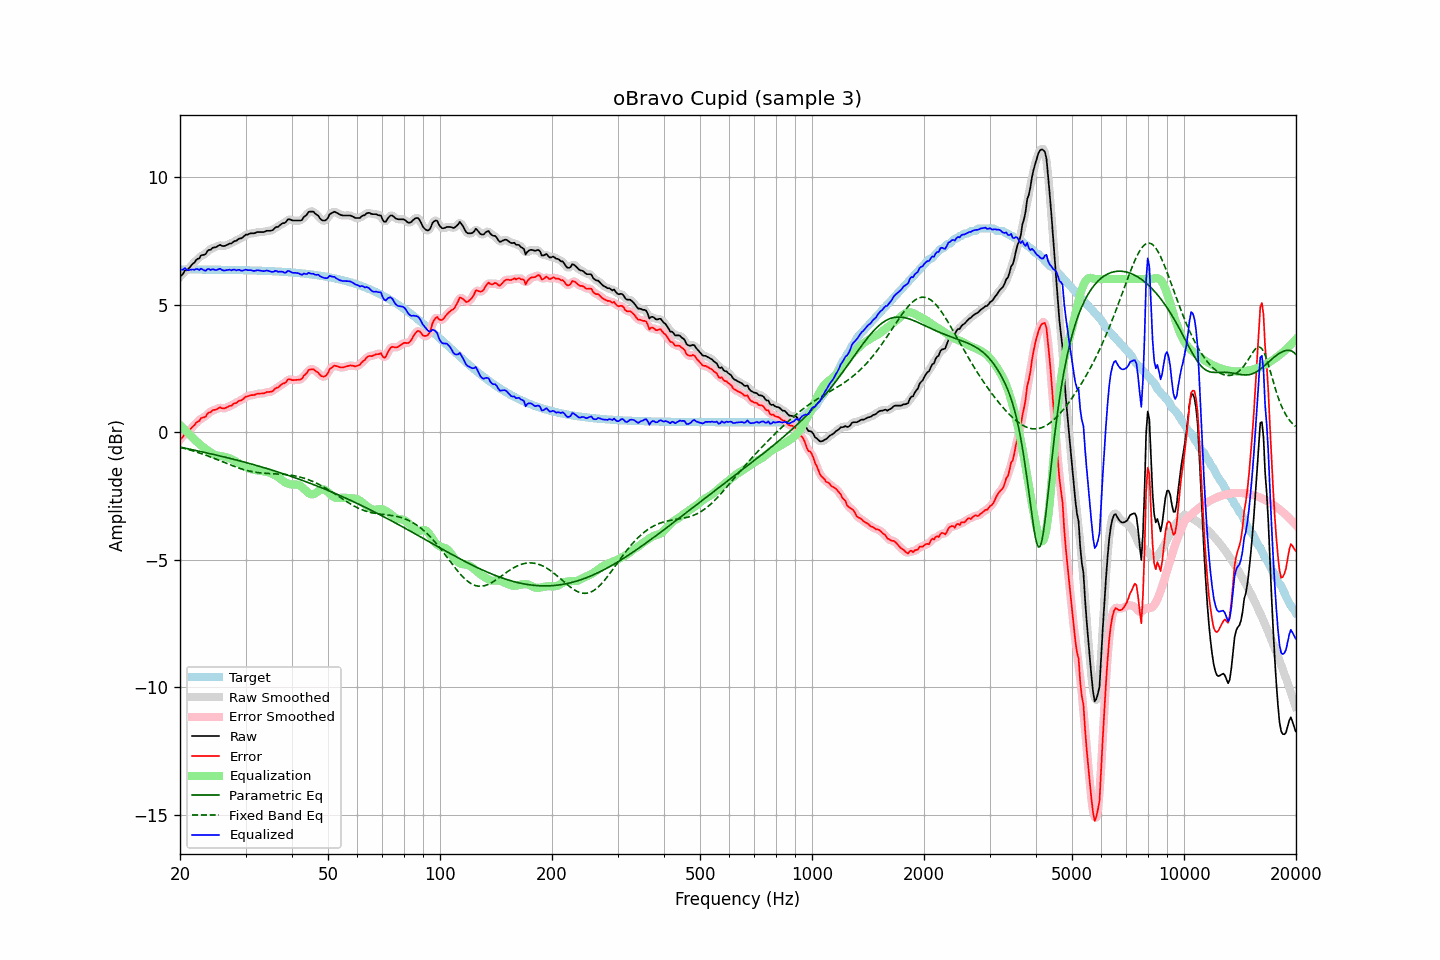 oBravo Cupid (sample 3)
Amplitude (dBr)
10
5
0
−5
−10
−15
Target
Raw Smoothed
Error Smoothed
Raw
Error
Equalization
Parametric Eq
Fixed Band Eq
Equalized
20 50 100 200 500 1000 2000 5000 10000 20000
Frequency (Hz)